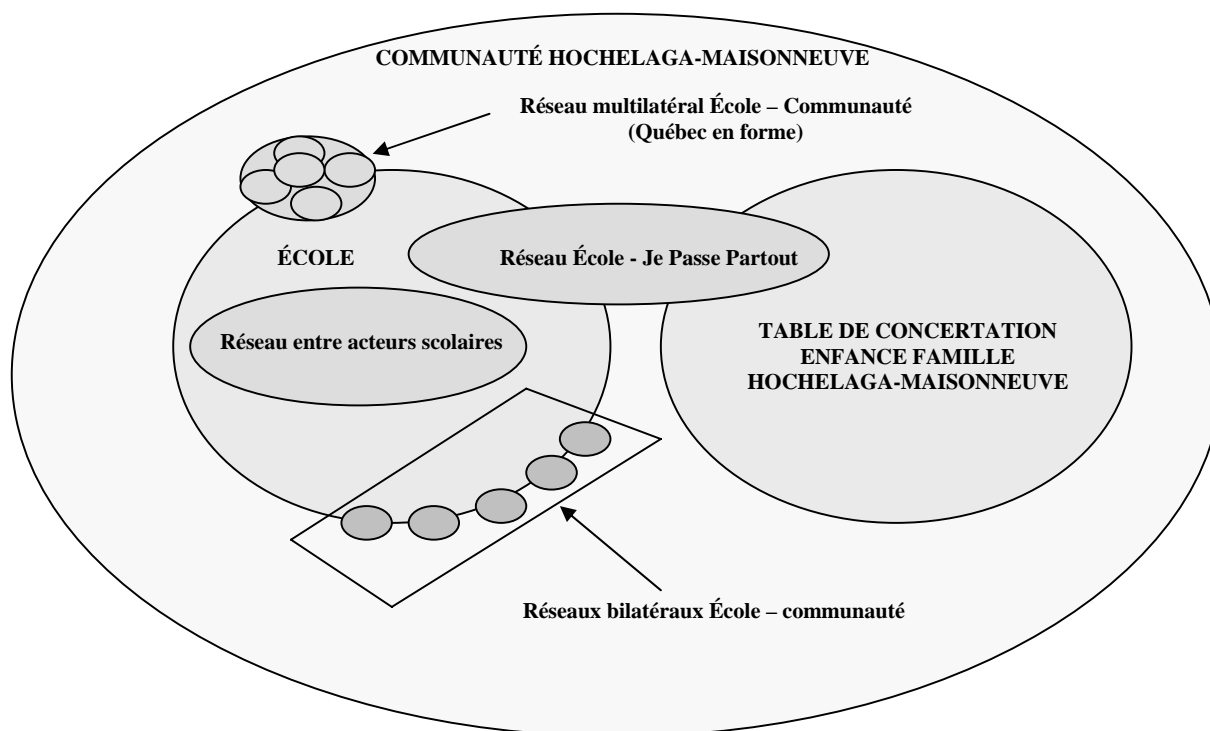 COMMUNAUTÉ HOCHELAGA-MAISONNEUVE
Réseau multilatéral École – Communauté
(Québec en forme)
ÉCOLE
Réseau École - Je Passe Partout
Réseau entre acteurs scolaires
TABLE DE CONCERTATION
ENFANCE FAMILLE
HOCHELAGA-MAISONNEUVE
Réseaux bilatéraux École – communauté